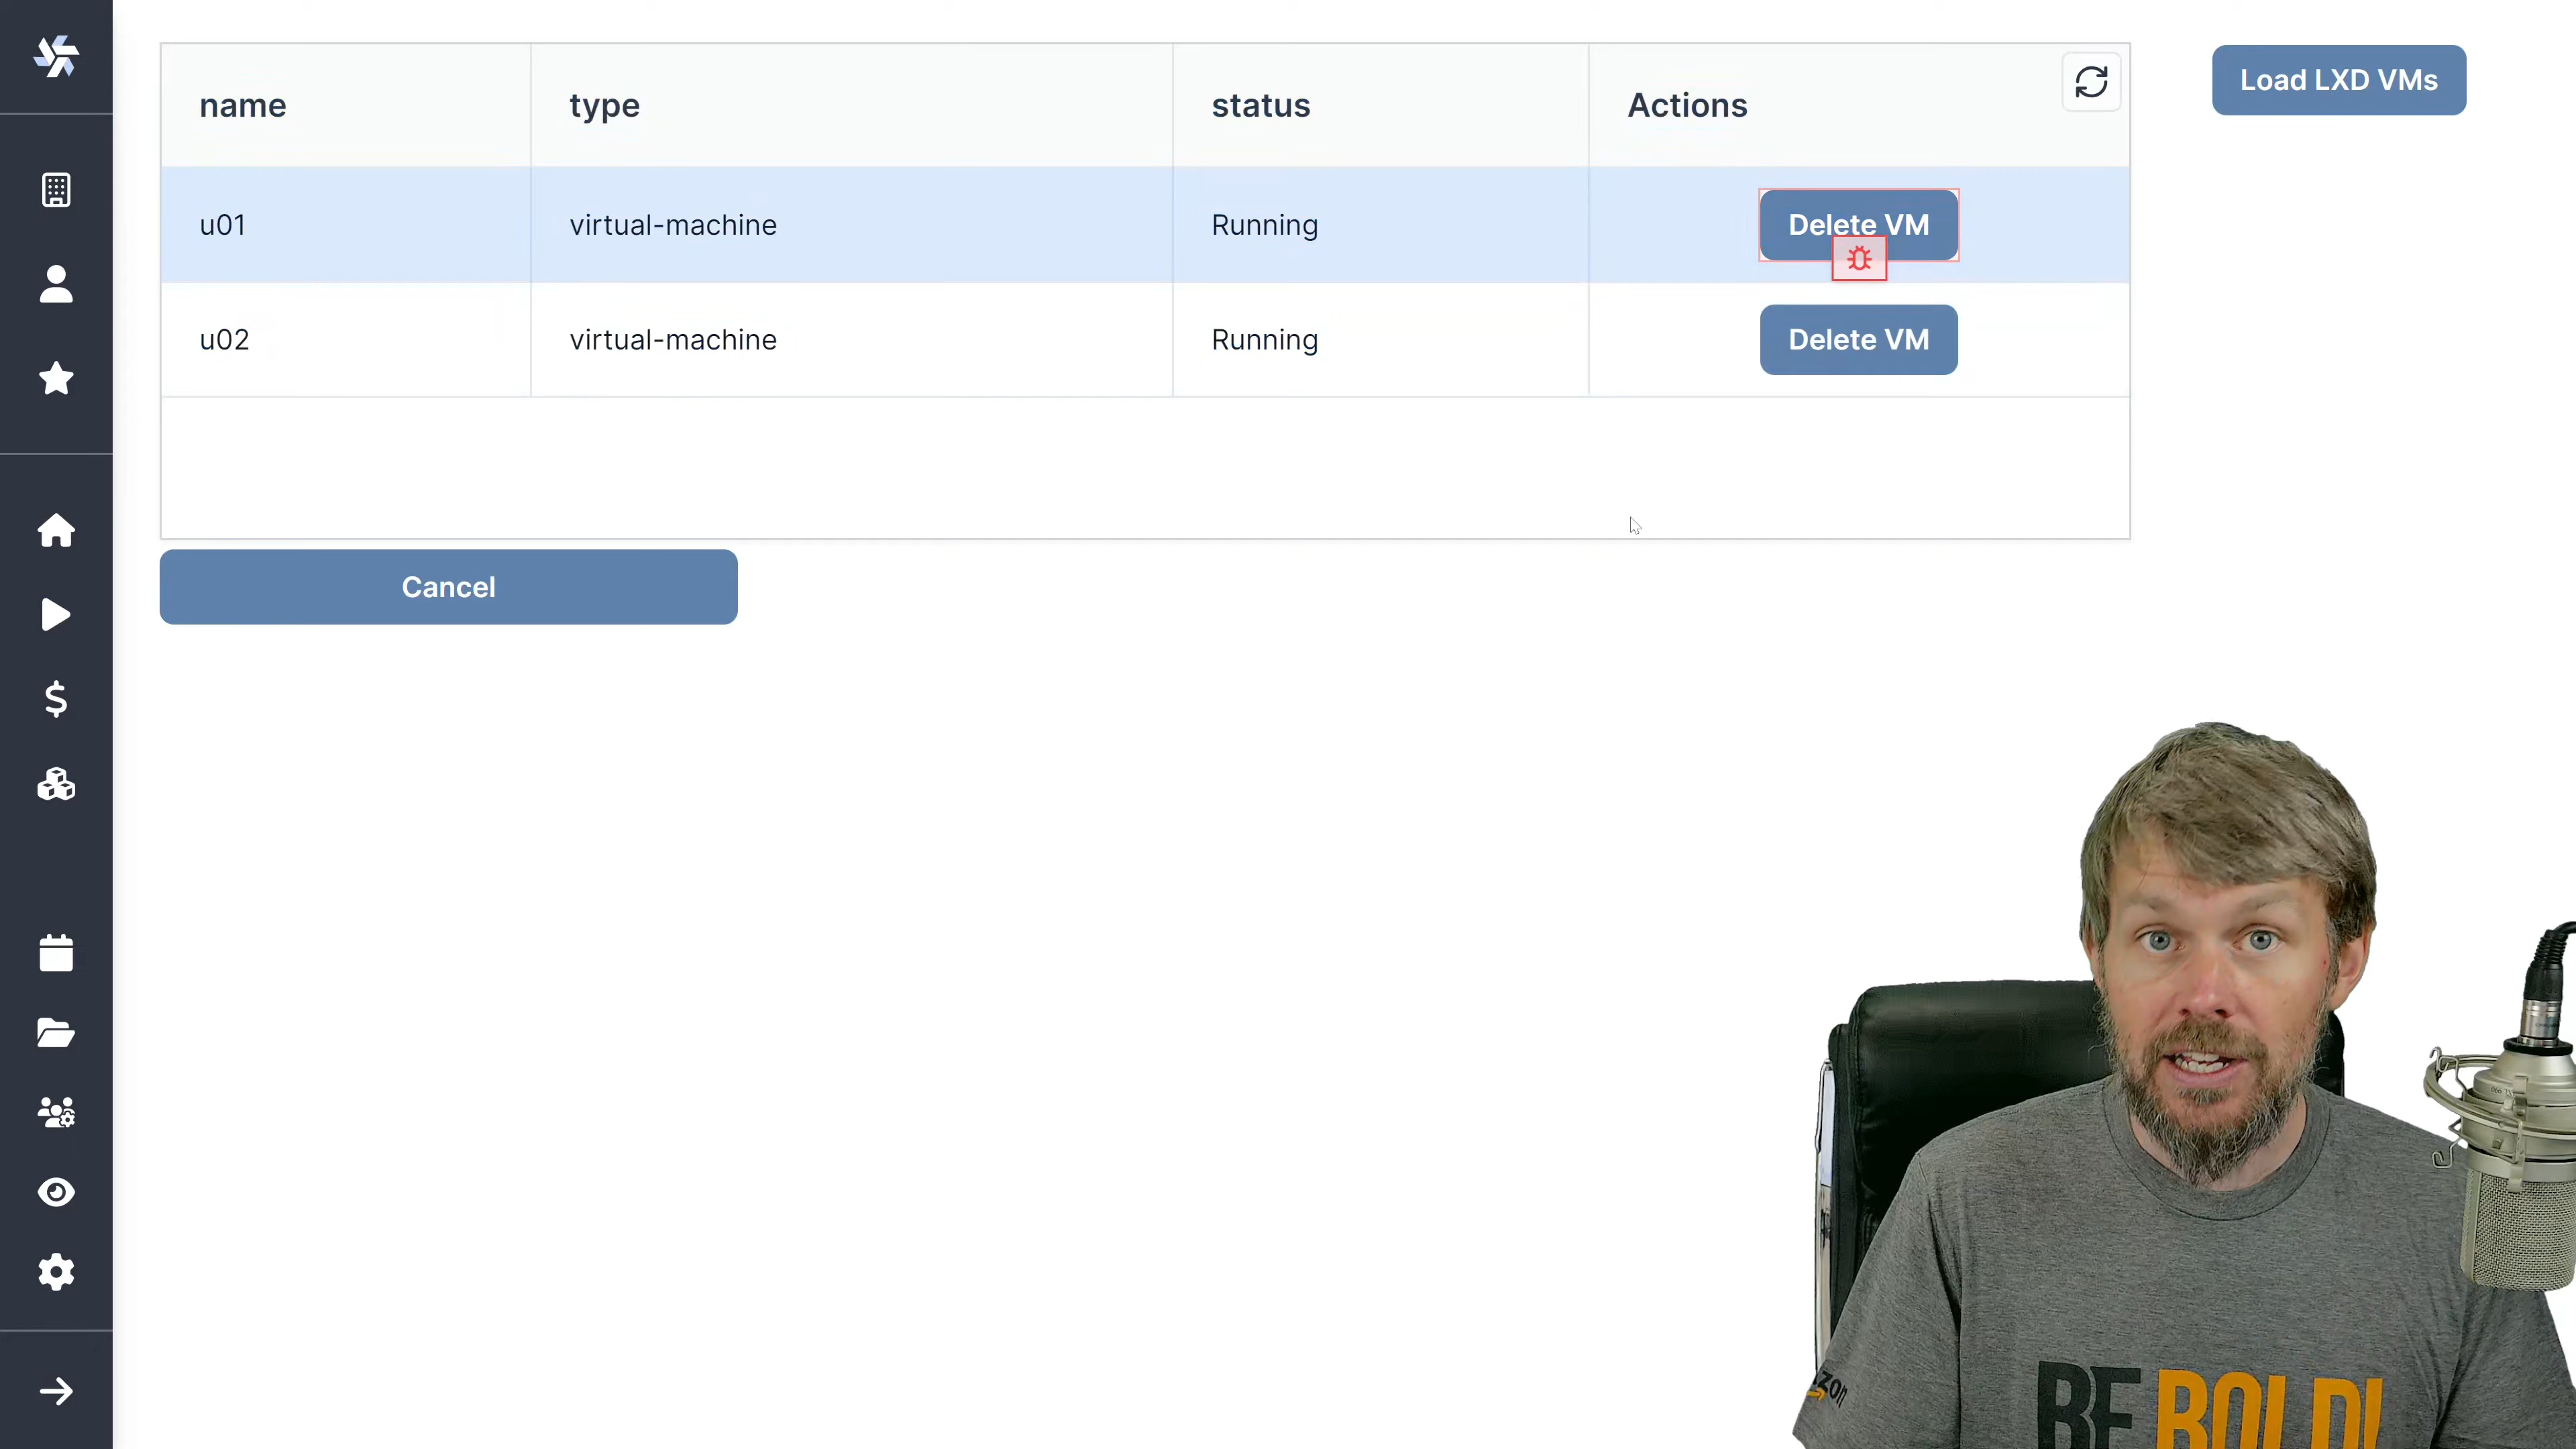 name type status Actions
Load LXD VMs
u01 virtual-machine Running Delete VM
u02 virtual-machine Running Delete VM
Cancel
zon
BE BOLD!